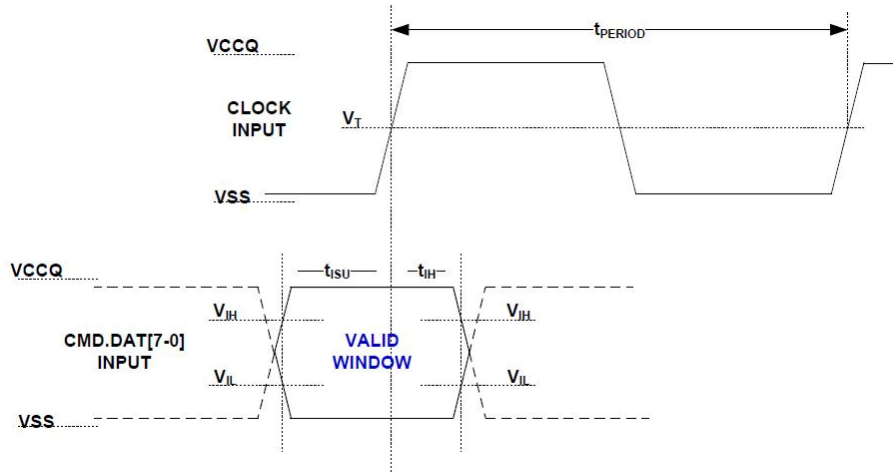 tPERIOD
VCCQ
CLOCK
INPUT
VT
VSS
VCCQ
tISU
tIH
VIH
VIH
CMD.DAT[7-0]
INPUT
VALID
WINDOW
VIL
VIL
VSS